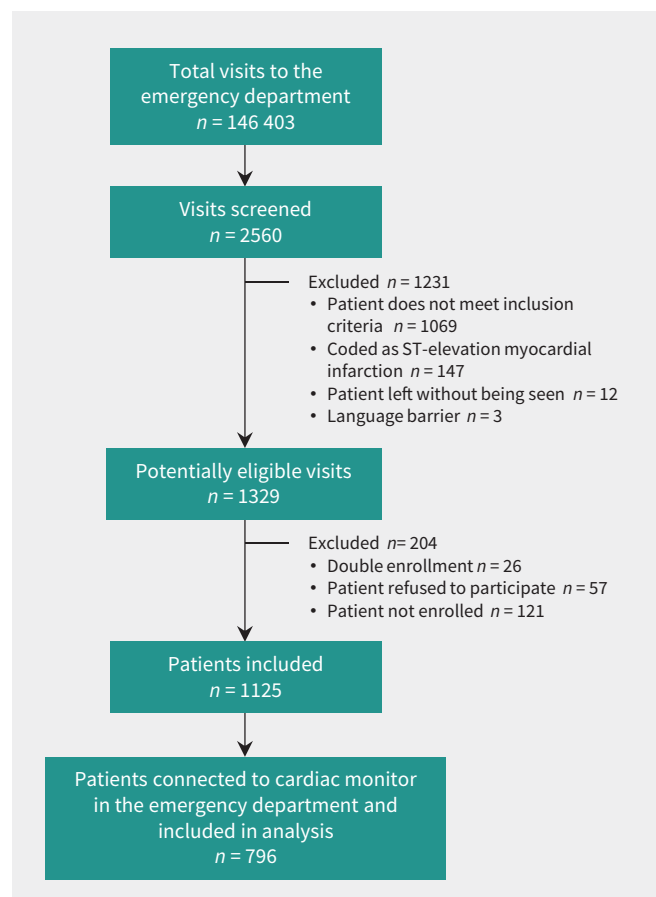 Total visits to the
emergency department
n = 146 403
Visits screened
n = 2560
Excluded n = 1231
• Patient does not meet inclusion
criteria n = 1069
• Coded as ST-elevation myocardial
infarction n = 147
• Patient left without being seen n = 12
• Language barrier n = 3
Potentially eligible visits
n = 1329
Excluded n= 204
• Double enrollment n = 26
• Patient refused to participate n = 57
• Patient not enrolled n = 121
Patients included
n = 1125
Patients connected to cardiac monitor
in the emergency department and
included in analysis
n = 796